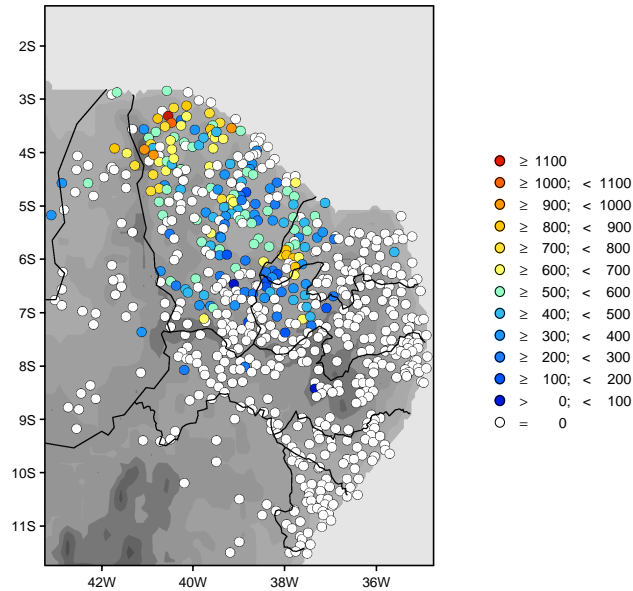 2S
3S
4S
5S
6S
7S
8S
9S
10S
11S
42W 40W 38W 36W
≥ 1100
≥ 1000; < 1100
≥ 900; < 1000
≥ 800; < 900
≥ 700; < 800
≥ 600; < 700
≥ 500; < 600
≥ 400; < 500
≥ 300; < 400
≥ 200; < 300
≥ 100; < 200
> 0; < 100
= 0